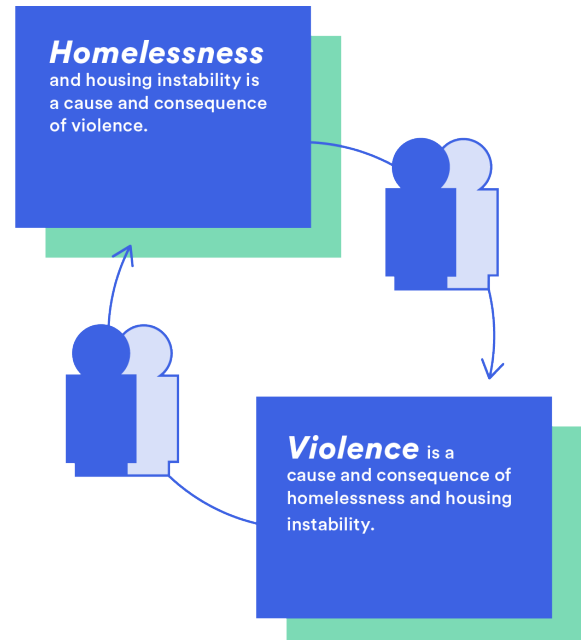 Homelessness
and housing instability is
a cause and consequence
of violence.
Violence is a
cause and consequence of
homelessness and housing
instability.